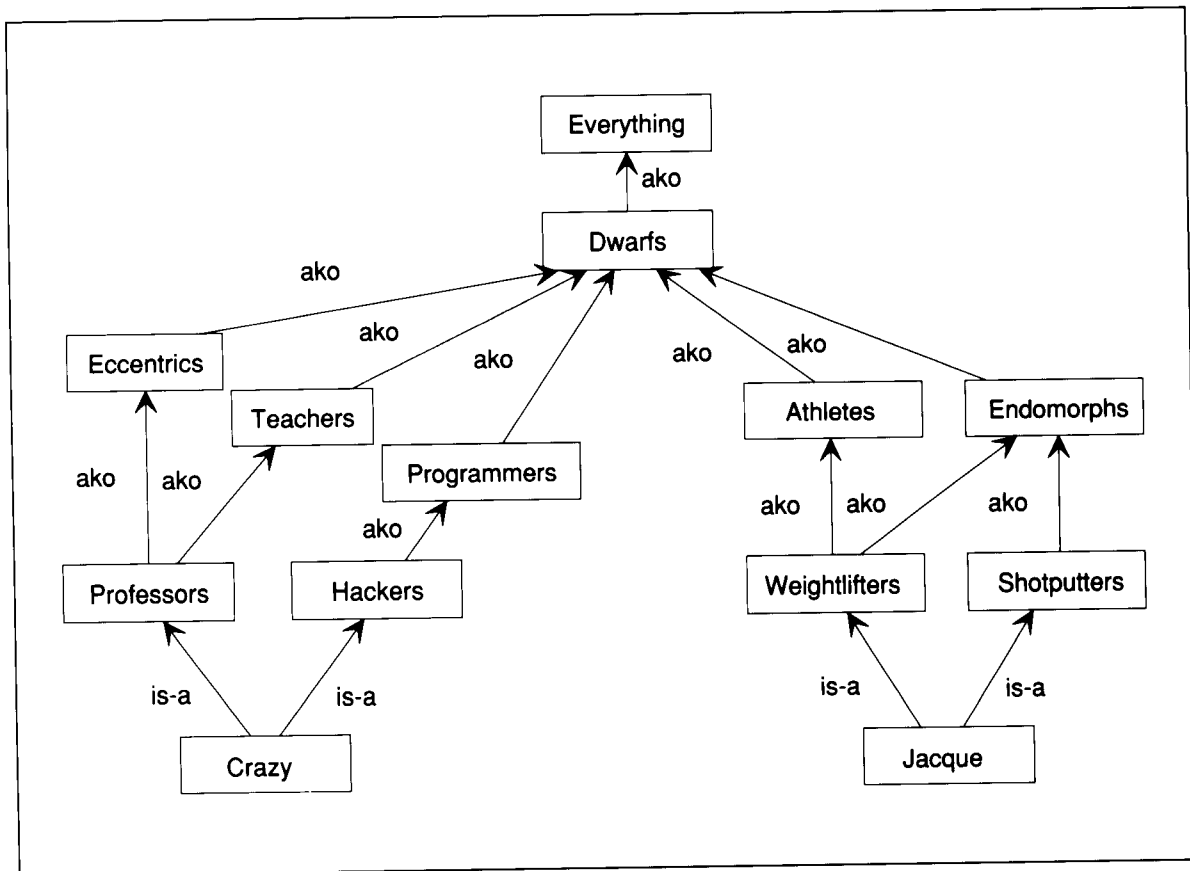 Everything
ako
Dwarfs
ako
ako
ako
ako
ako
Eccentrics
Teachers
Programmers
Athletes
Endomorphs
ako
ako
ako
ako
ako
ako
Professors
Hackers
Weightlifters
Shotputters
is-a
is-a
is-a
is-a
Crazy
Jacque